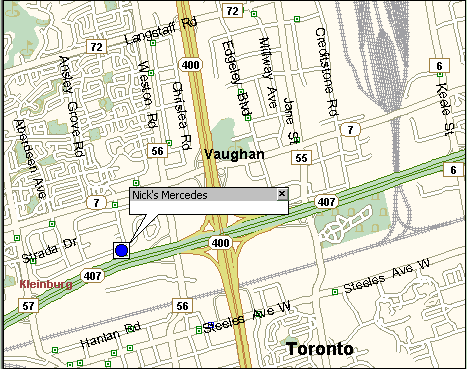 72
Langstaff Rd
72
400
6
Ansley Grove Rd
Weston Rd
Chrislea Rd
Edgeley Blvd
Millway Ave
Jane St
Creditstone Rd
Keele St
7
Aberdeen Ave
56
Vaughan
55
6
Nick's Mercedes
7
407
Strada Dr
400
407
Kleinburg
Steeles Ave W
57
56
Hanlan Rd
Steeles Ave W
Toronto